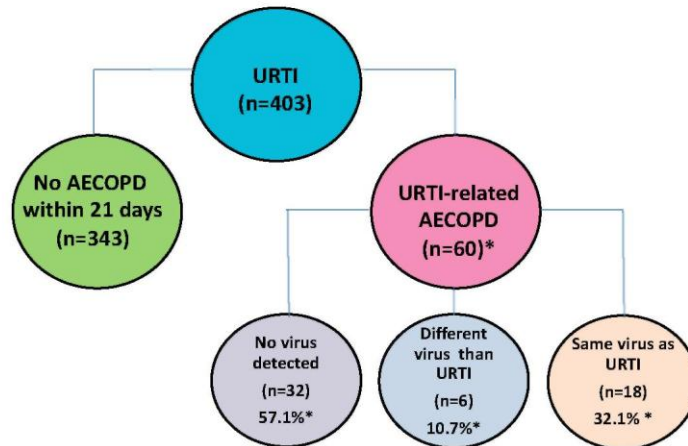 URTI
(n=403)
No AECOPD
within 21 days
(n=343)
URTI-related
AECOPD
(n=60)*
No virus
detected
(n=32)
57.1%*
Different
virus than
URTI
(n=6)
10.7%*
Same virus as
URTI
(n=18)
32.1% *